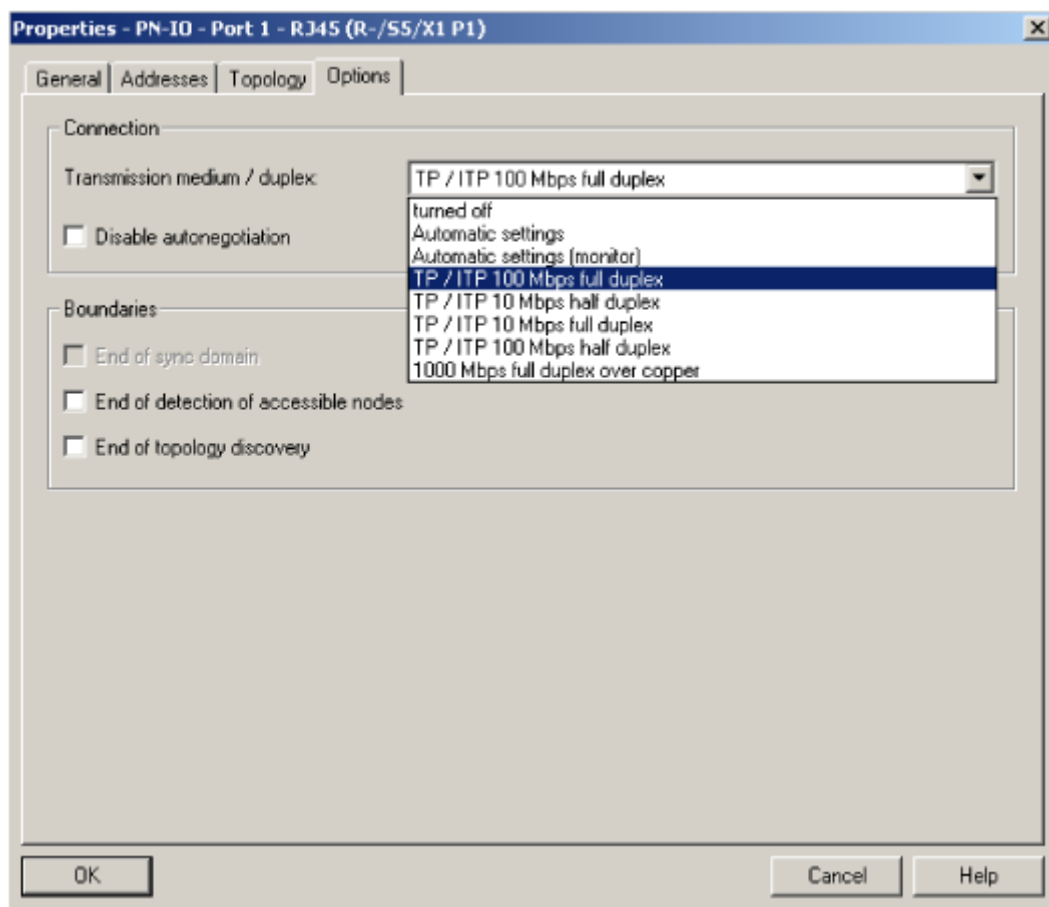 Properties - PN-IO - Port 1 - RJ45 (R-/S5/X1 P1)
General Addresses Topology Options
Connection
Transmission medium / duplex: TP / ITP 100 Mbps full duplex
turned off
Disable autonegotiation Automatic settings
Automatic settings (monitor)
TP / ITP 100 Mbps full duplex
Boundaries TP / ITP 10 Mbps half duplex
TP / ITP 10 Mbps full duplex
End of sync domain TP / ITP 100 Mbps half duplex
1000 Mbps full duplex over copper
End of detection of accessible nodes
End of topology discovery
OK Cancel Help